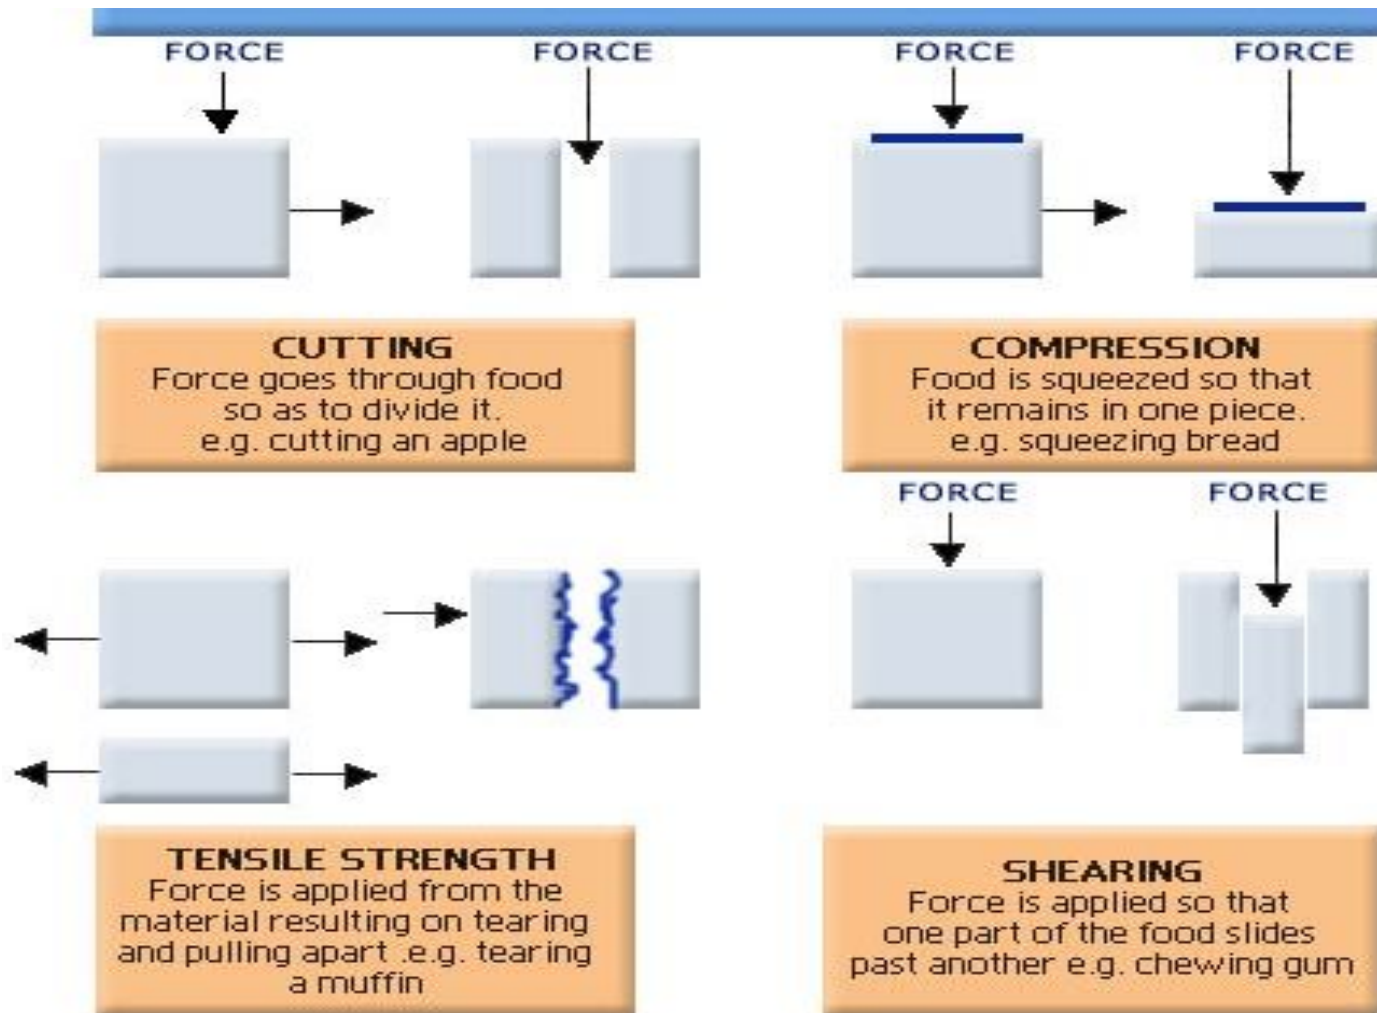 FORCE
FORCE
FORCE
FORCE
CUTTING
Force goes through food
so as to divide it.
e.g. cutting an apple
COMPRESSION
Food is squeezed so that
it remains in one piece.
e.g. squeezing bread
FORCE
FORCE
TENSILE STRENGTH
Force is applied from the
material resulting on tearing
and pulling apart .e.g. tearing
a muffin
SHEARING
Force is applied so that
one part of the food slides
past another e.g. chewing gum